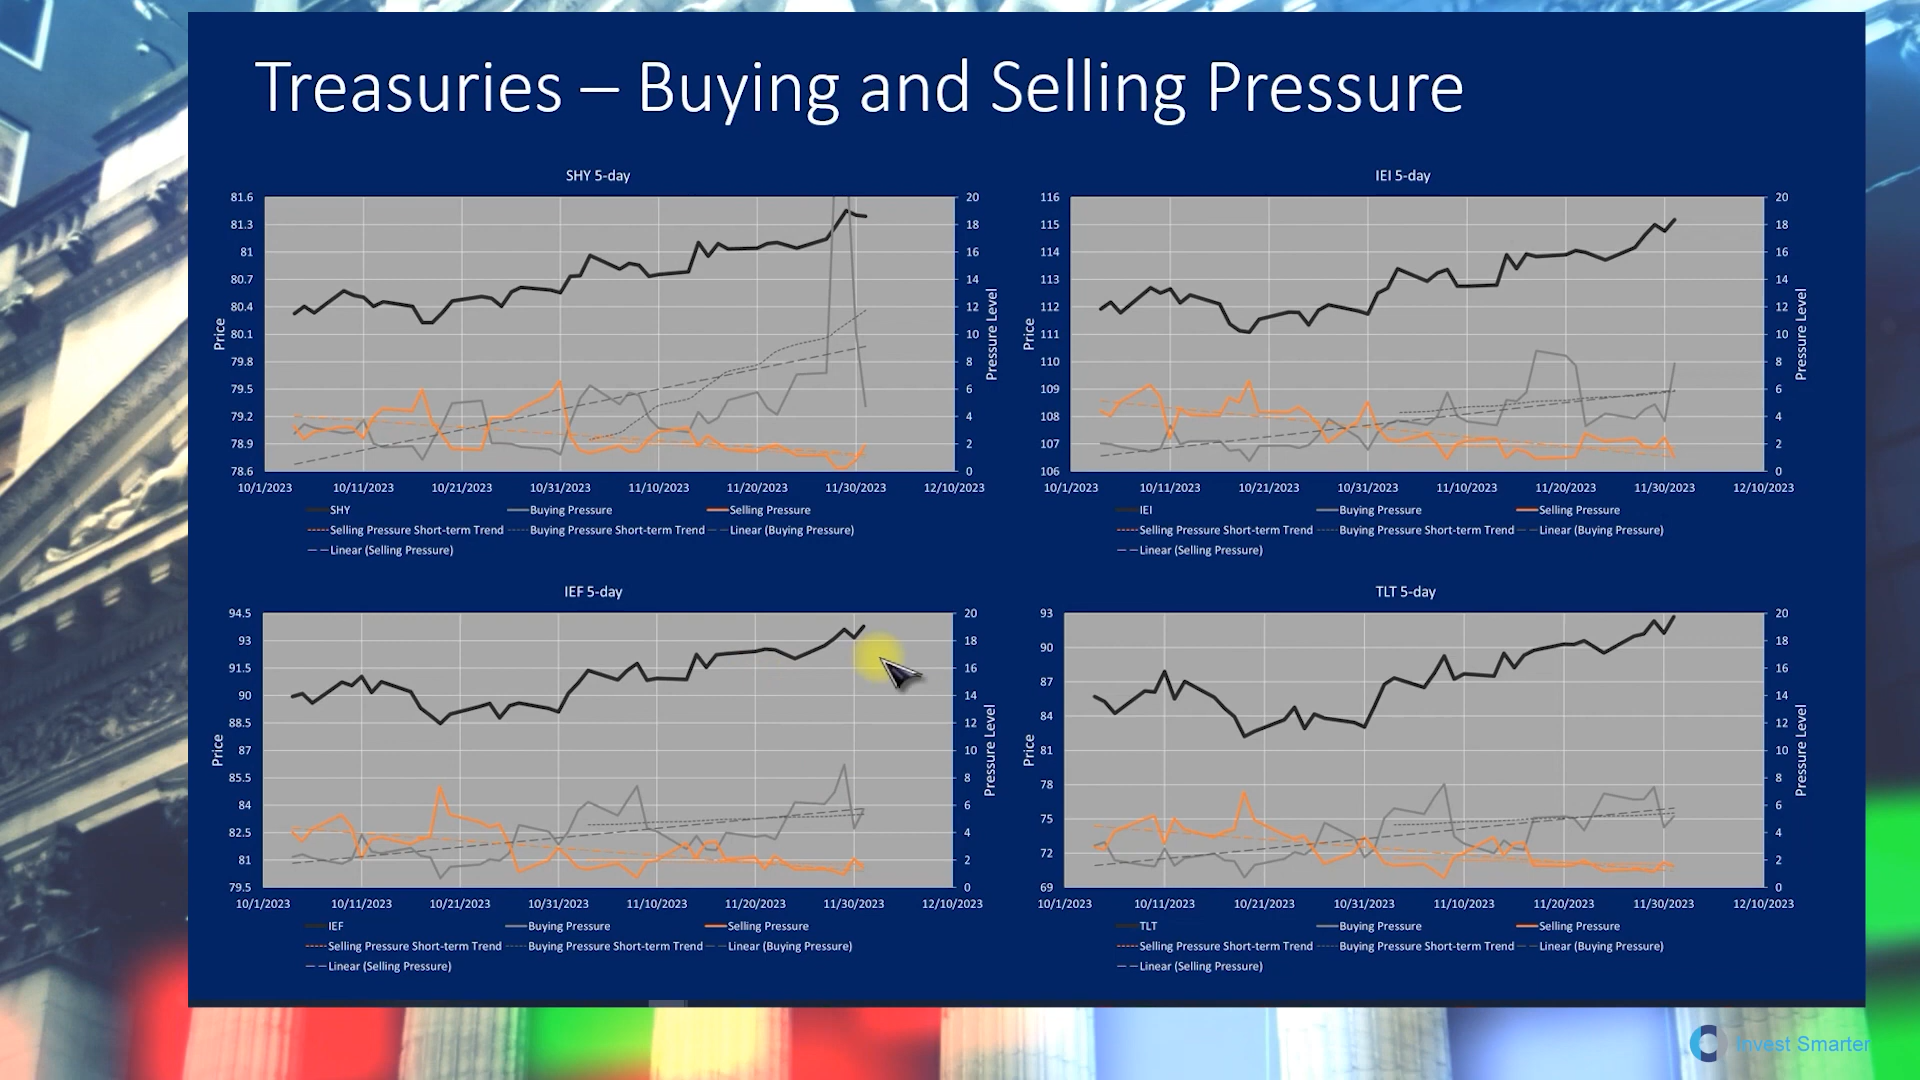 Treasuries – Buying and Selling Pressure
SHY 5-day
81.6
81.3
81
80.7
80.4
80.1
79.8
79.5
79.2
78.9
78.6
Price
20
18
16
14
12
10
8
6
4
2
0
Pressure Level
10/1/2023 10/11/2023 10/21/2023 10/31/2023 11/10/2023 11/20/2023 11/30/2023 12/10/2023
SHY Buying Pressure Selling Pressure
Selling Pressure Short-term Trend Buying Pressure Short-term Trend Linear (Buying Pressure)
Linear (Selling Pressure)
IEI 5-day
116
115
114
113
112
111
110
109
108
107
106
Price
20
18
16
14
12
10
8
6
4
2
0
Pressure Level
10/1/2023 10/11/2023 10/21/2023 10/31/2023 11/10/2023 11/20/2023 11/30/2023 12/10/2023
IEI Buying Pressure Selling Pressure
Selling Pressure Short-term Trend Buying Pressure Short-term Trend Linear (Buying Pressure)
Linear (Selling Pressure)
IEF 5-day
94.5
93
91.5
90
88.5
87
85.5
84
82.5
81
79.5
Price
20
18
16
14
12
10
8
6
4
2
0
Pressure Level
10/1/2023 10/11/2023 10/21/2023 10/31/2023 11/10/2023 11/20/2023 11/30/2023 12/10/2023
IEF Buying Pressure Selling Pressure
Selling Pressure Short-term Trend Buying Pressure Short-term Trend Linear (Buying Pressure)
Linear (Selling Pressure)
TLT 5-day
93
90
87
84
81
78
75
72
69
Price
20
18
16
14
12
10
8
6
4
2
0
Pressure Level
10/1/2023 10/11/2023 10/21/2023 10/31/2023 11/10/2023 11/20/2023 11/30/2023 12/10/2023
TLT Buying Pressure Selling Pressure
Selling Pressure Short-term Trend Buying Pressure Short-term Trend Linear (Buying Pressure)
Linear (Selling Pressure)
Invest Smarter